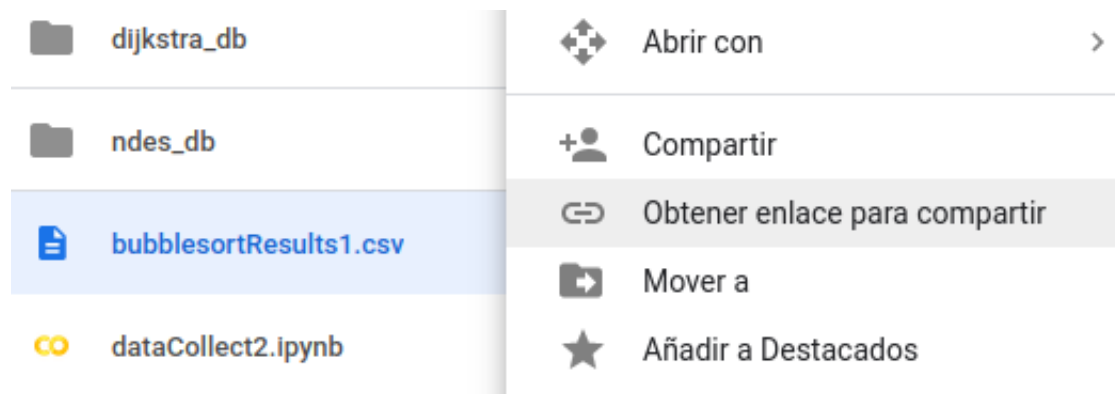 dijkstra_db
ndes_db
bubblesortResults1.csv
dataCollect2.ipynb
Abrir con
Compartir
Obtener enlace para compartir
Mover a
Añadir a Destacados